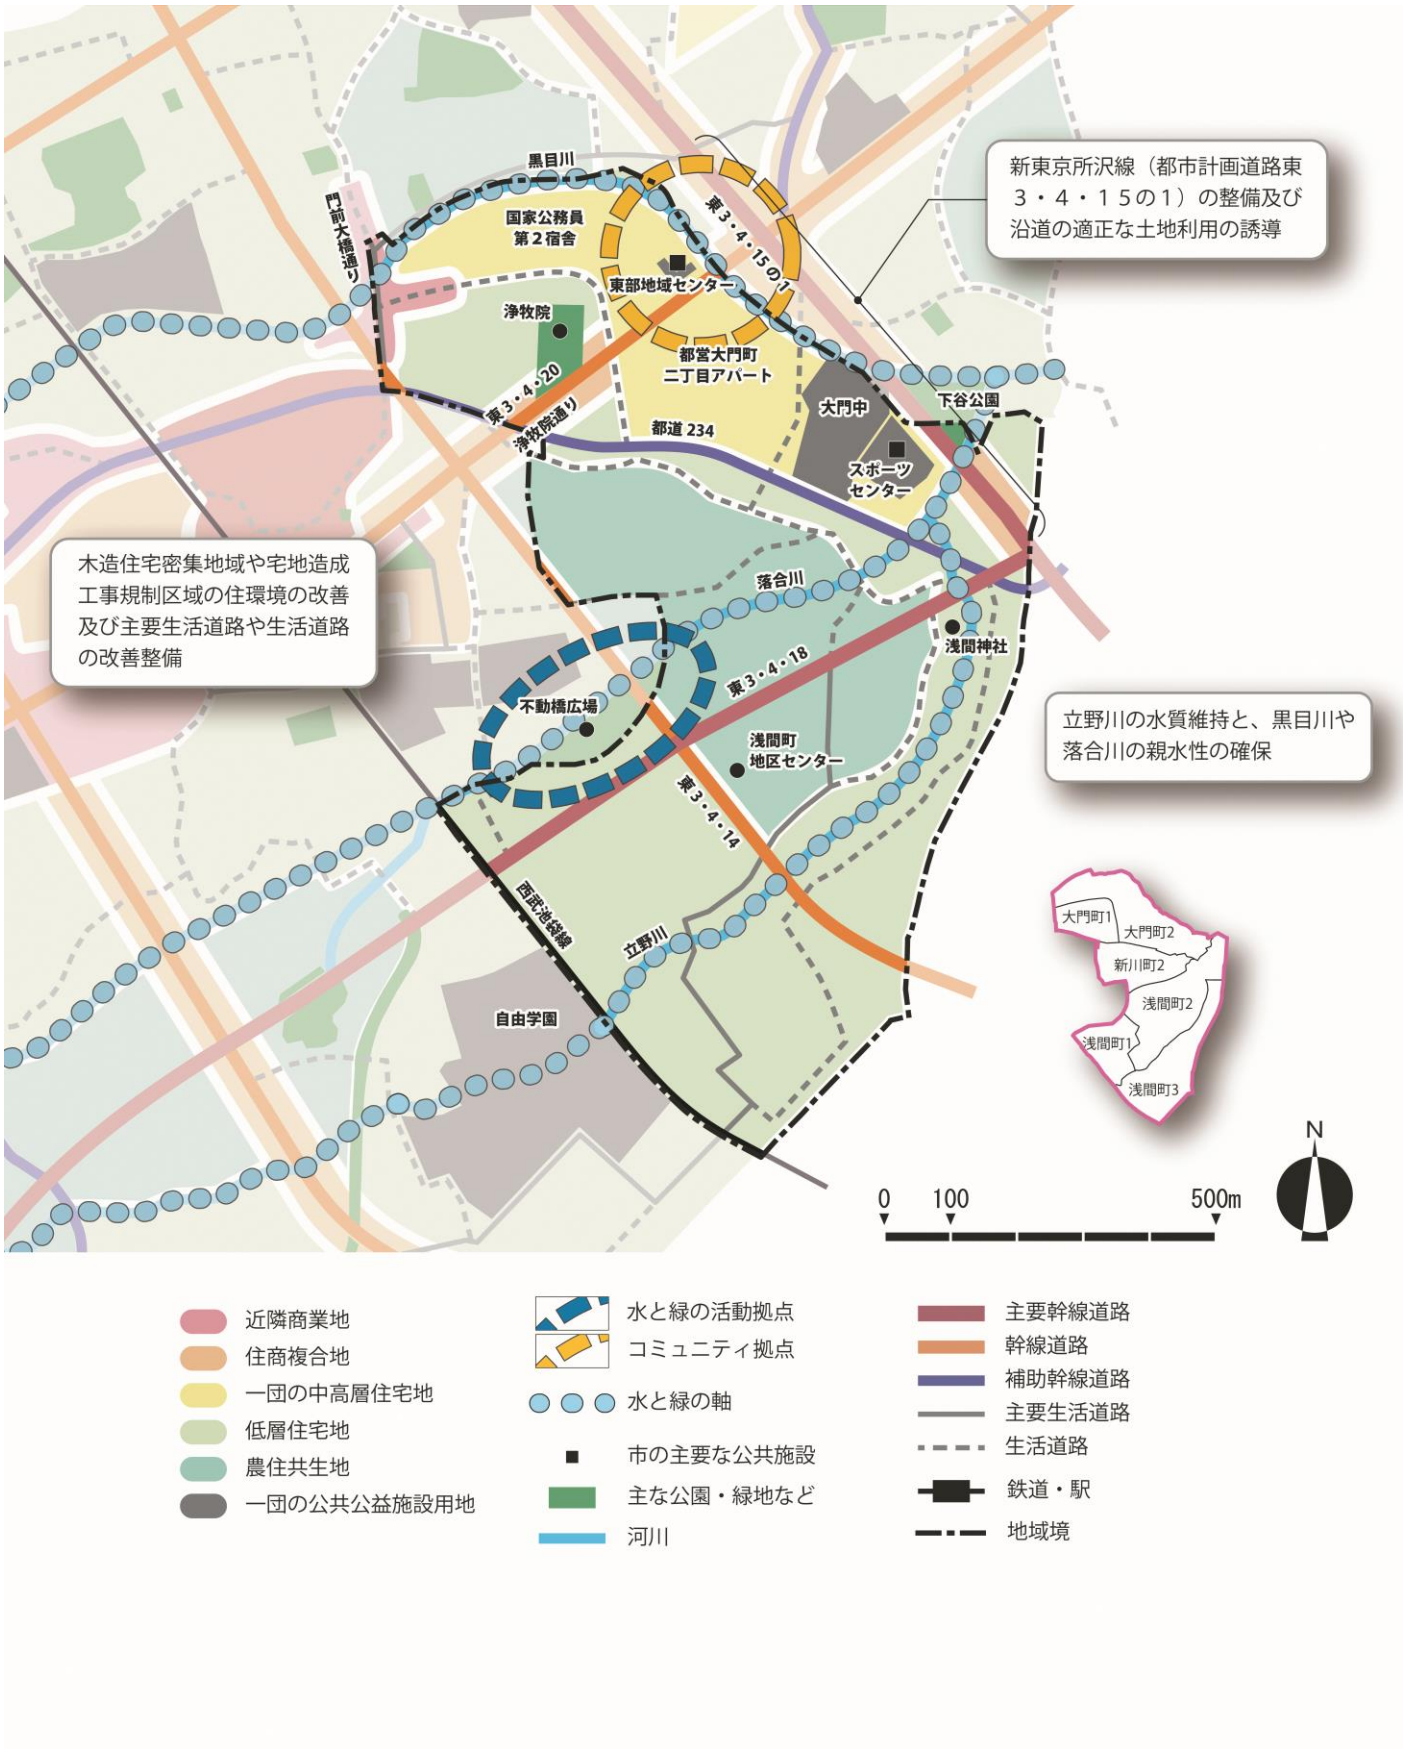 黒目川
門前大橋通り
国家公務員
第2宿舎
東3・4・15の1
東部地域センター
浄牧院
都営大門町
二丁目アパート
東3・4・20
浄牧院通り
大門中
下谷公園
都道 234
スポーツ
センター
新東京所沢線（都市計画道路東
３・４・１５の1）の整備及び
沿道の適正な土地利用の誘導
木造住宅密集地域や宅地造成
工事規制区域の住環境の改善
及び主要生活道路や生活道路
の改善整備
落合川
浅間神社
東3・4・18
不動橋広場
浅間町
地区センター
東3・4・14
立野川の水質維持と、黒目川や
落合川の親水性の確保
西武池袋線
立野川
自由学園
大門町1
大門町2
新川町2
浅間町2
浅間町1
浅間町3
N
0 100 500m
近隣商業地
住商複合地
一団の中高層住宅地
低層住宅地
農住共生地
一団の公共公益施設用地
水と緑の活動拠点
コミュニティ拠点
水と緑の軸
市の主要な公共施設
主な公園・緑地など
河川
主要幹線道路
幹線道路
補助幹線道路
主要生活道路
生活道路
鉄道・駅
地域境